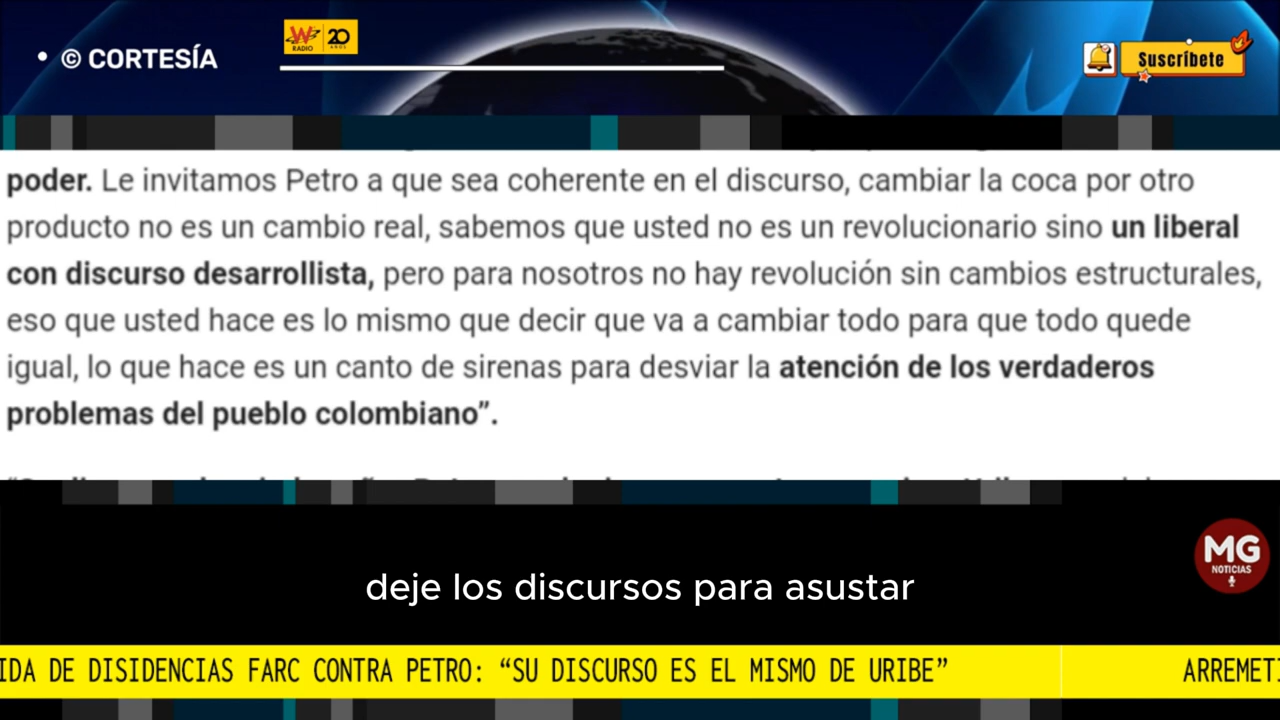 • © CORTESÍA
W RADIO 20 AÑOS
Suscríbete
poder. Le invitamos Petro a que sea coherente en el discurso, cambiar la coca por otro
producto no es un cambio real, sabemos que usted no es un revolucionario sino un liberal
con discurso desarrollista, pero para nosotros no hay revolución sin cambios estructurales,
eso que usted hace es lo mismo que decir que va a cambiar todo para que todo quede
igual, lo que hace es un canto de sirenas para desviar la atención de los verdaderos
problemas del pueblo colombiano”.
MG
NOTICIAS
deje los discursos para asustar
IDA DE DISIDENCIAS FARC CONTRA PETRO: “SU DISCURSO ES EL MISMO DE URIBE” ARREMETI